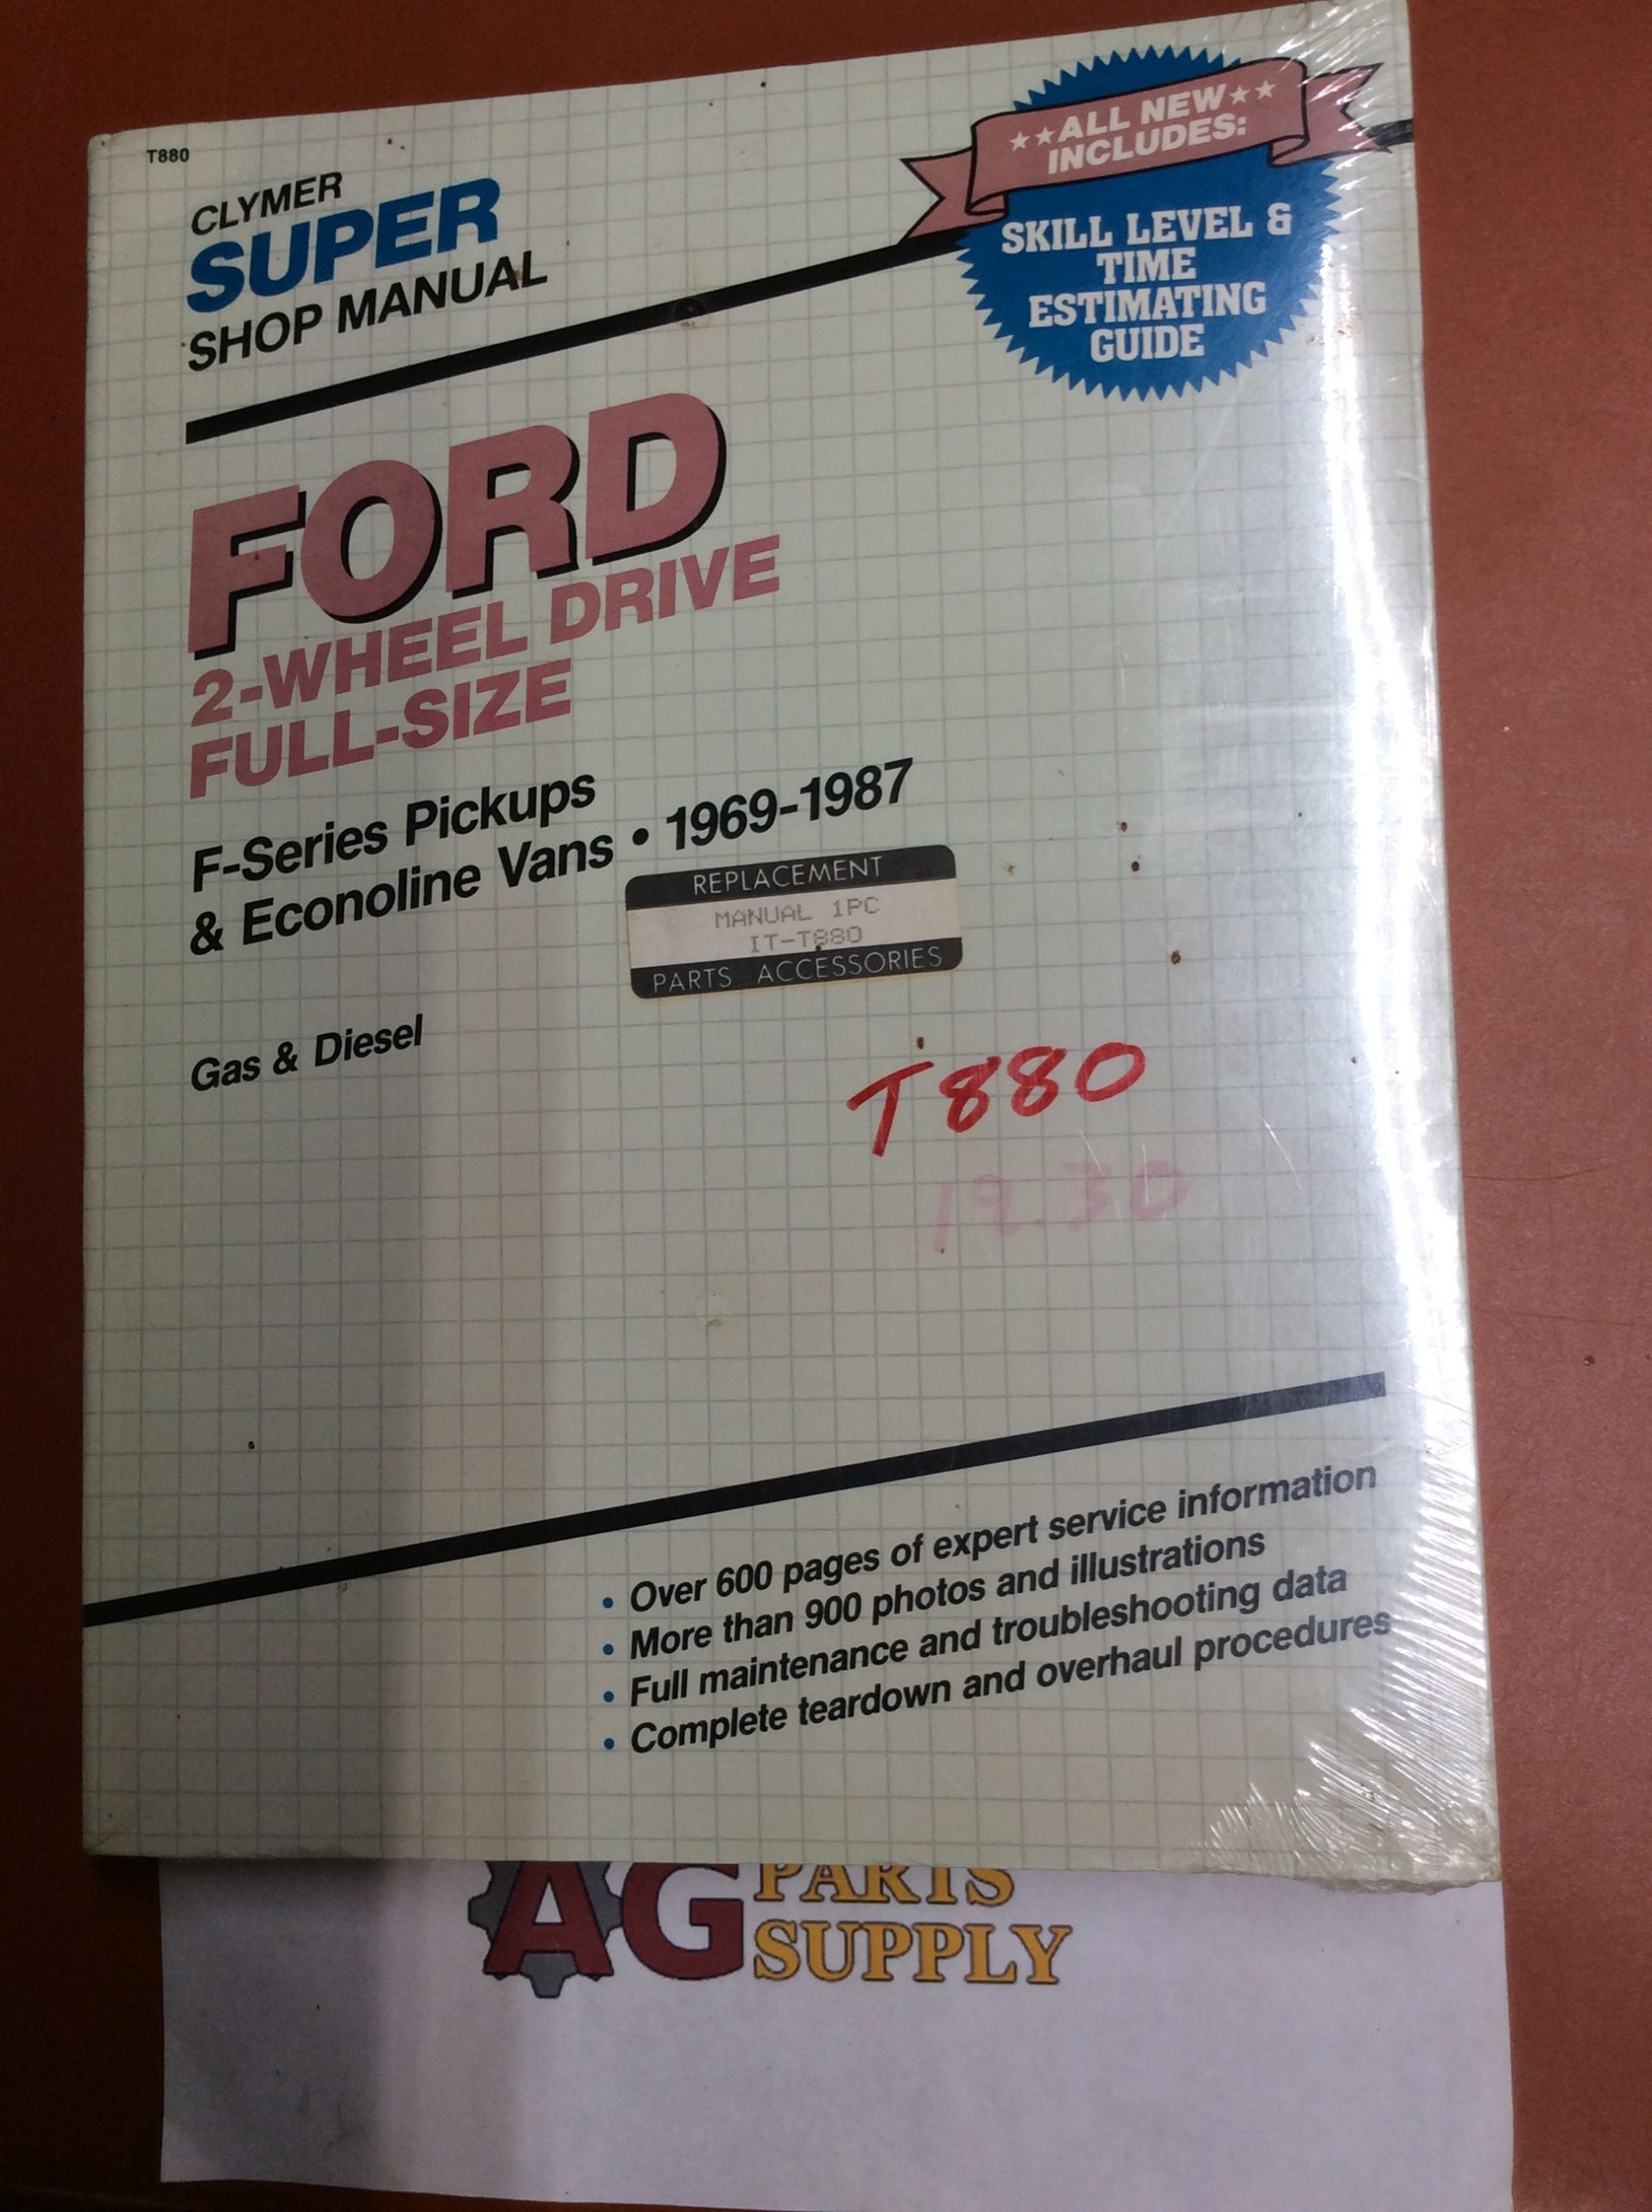 T880
CLYMER
SUPER
SHOP MANUAL
★★ALL NEW★★
INCLUDES:
SKILL LEVEL &
TIME
ESTIMATING
GUIDE
FORD
2-WHEEL DRIVE
FULL-SIZE
F-Series Pickups
& Econoline Vans • 1969-1987
REPLACEMENT
MANUAL 1PC
IT-T880
PARTS ACCESSORIES
Gas & Diesel
T880
19.30
• Over 600 pages of expert service information
• More than 900 photos and illustrations
• Full maintenance and troubleshooting data
• Complete teardown and overhaul procedures
AG PARTS
SUPPLY